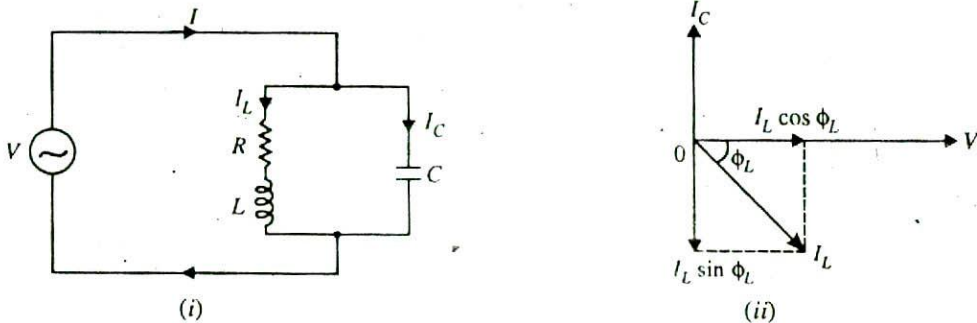 I
I_L
I_C
R
V
C
L
(i)
I_C
I_L cos ϕ_L
V
0
ϕ_L
I_L sin ϕ_L
I_L
(ii)